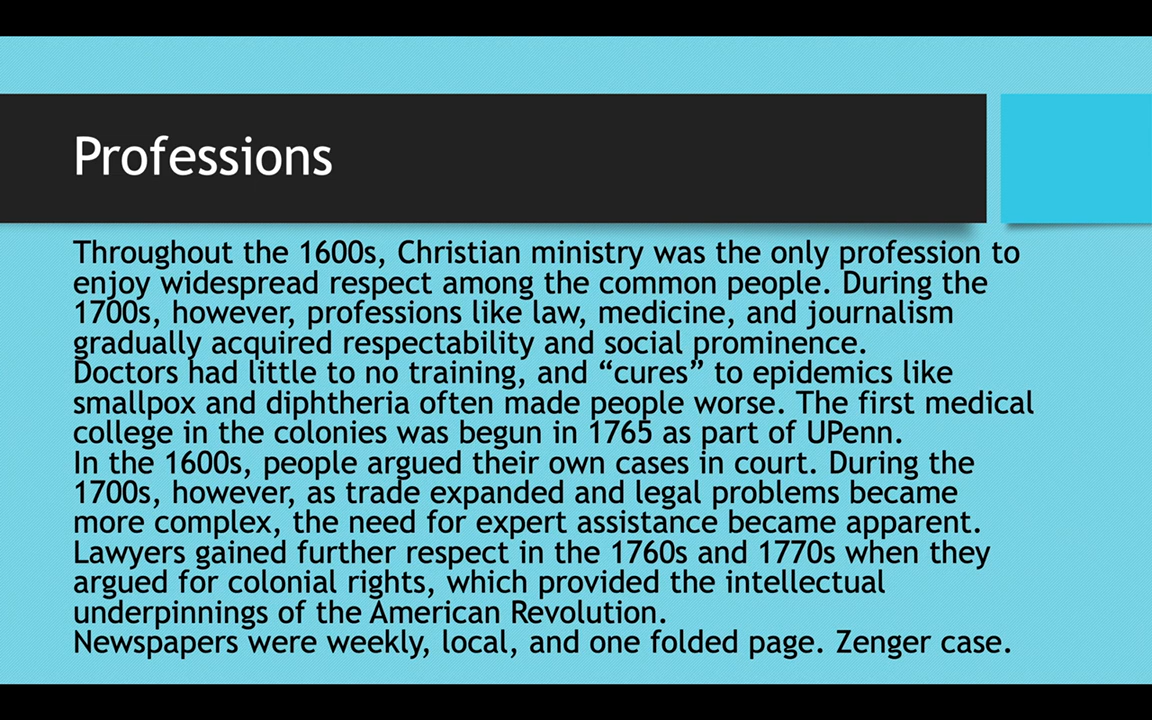 Professions
Throughout the 1600s, Christian ministry was the only profession to
enjoy widespread respect among the common people. During the
1700s, however, professions like law, medicine, and journalism
gradually acquired respectability and social prominence.
Doctors had little to no training, and “cures” to epidemics like
smallpox and diphtheria often made people worse. The first medical
college in the colonies was begun in 1765 as part of UPenn.
In the 1600s, people argued their own cases in court. During the
1700s, however, as trade expanded and legal problems became
more complex, the need for expert assistance became apparent.
Lawyers gained further respect in the 1760s and 1770s when they
argued for colonial rights, which provided the intellectual
underpinnings of the American Revolution.
Newspapers were weekly, local, and one folded page. Zenger case.